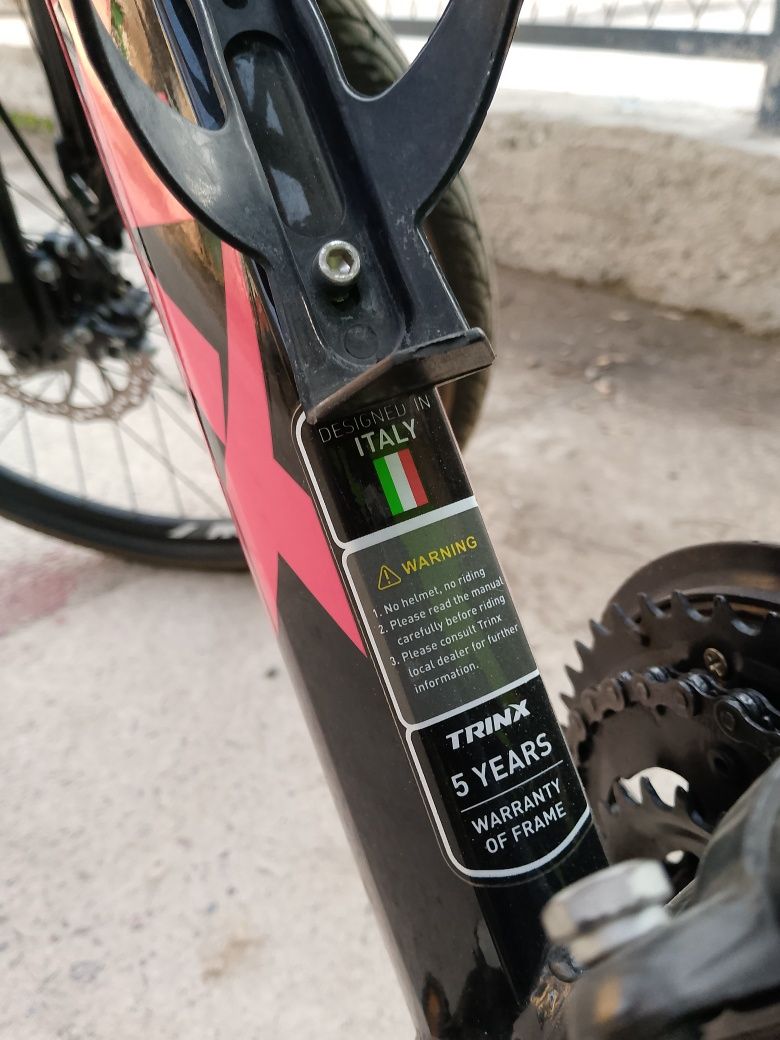 DESIGNED IN
ITALY
WARNING
1. No helmet, no riding
2. Please read the manual
carefully before riding
3. Please consult Trinx
local dealer for further
information.
TRINX
5 YEARS
WARRANTY
OF FRAME